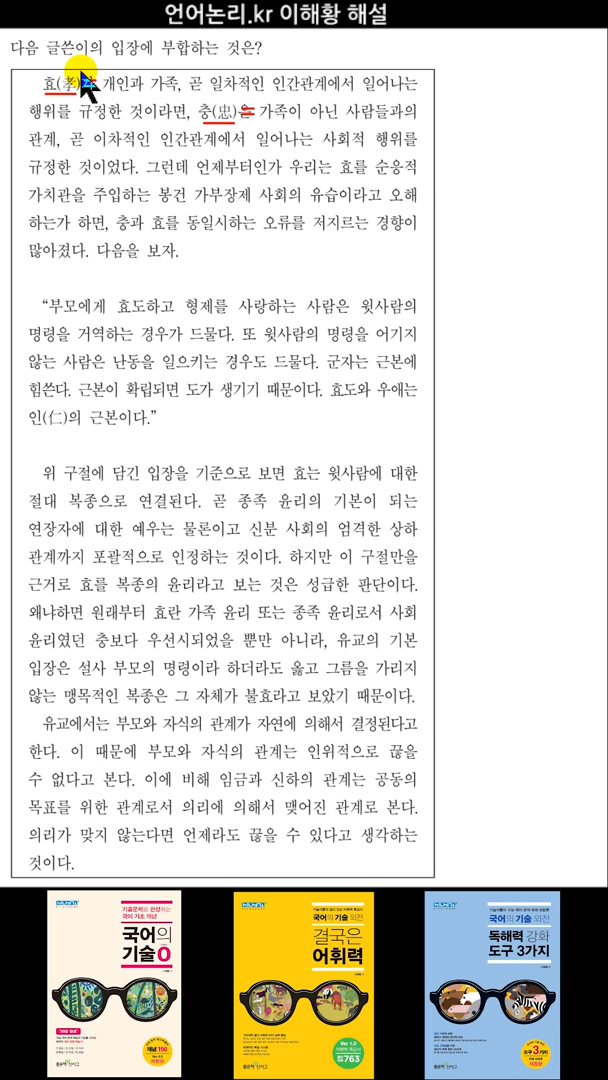 언어논리.kr 이해황 해설
다음 글쓴이의 입장에 부합하는 것은?
효(孝)가 개인과 가족, 곧 일차적인 인간관계에서 일어나는
행위를 규정한 것이라면, 충(忠)은 가족이 아닌 사람들과의
관계, 곧 이차적인 인간관계에서 일어나는 사회적 행위를
규정한 것이었다. 그런데 언제부터인가 우리는 효를 순응적
가치관을 주입하는 봉건 가부장제 사회의 유습이라고 오해
하는가 하면, 충과 효를 동일시하는 오류를 저지르는 경향이
많아졌다. 다음을 보자.
“부모에게 효도하고 형제를 사랑하는 사람은 윗사람의
명령을 거역하는 경우가 드물다. 또 윗사람의 명령을 어기지
않는 사람은 난동을 일으키는 경우도 드물다. 군자는 근본에
힘쓴다. 근본이 확립되면 도가 생기기 때문이다. 효도와 우애는
인(仁)의 근본이다.”
위 구절에 담긴 입장을 기준으로 보면 효는 윗사람에 대한
절대 복종으로 연결된다. 곧 종족 윤리의 기본이 되는
연장자에 대한 예우는 물론이고 신분 사회의 엄격한 상하
관계까지 포괄적으로 인정하는 것이다. 하지만 이 구절만을
근거로 효를 복종의 윤리라고 보는 것은 성급한 판단이다.
왜냐하면 원래부터 효란 가족 윤리 또는 종족 윤리로서 사회
윤리였던 충보다 우선시되었을 뿐만 아니라, 유교의 기본
입장은 설사 부모의 명령이라 하더라도 옳고 그름을 가리지
않는 맹목적인 복종은 그 자체가 불효라고 보았기 때문이다.
유교에서는 부모와 자식의 관계가 자연에 의해서 결정된다고
한다. 이 때문에 부모와 자식의 관계는 인위적으로 끊을
수 없다고 본다. 이에 비해 임금과 신하의 관계는 공동의
목표를 위한 관계로서 의리에 의해서 맺어진 관계로 본다.
의리가 맞지 않는다면 언제라도 끊을 수 있다고 생각하는
것이다.
기술문제로 완성하는
국어 기초 개념
국어의
기술 0
개념 150
국어의 기술 외전
결국은
어휘력
Ver 1.0
763
국어의 기술 외전
독해력 강화
도구 3가지
도구 3가지